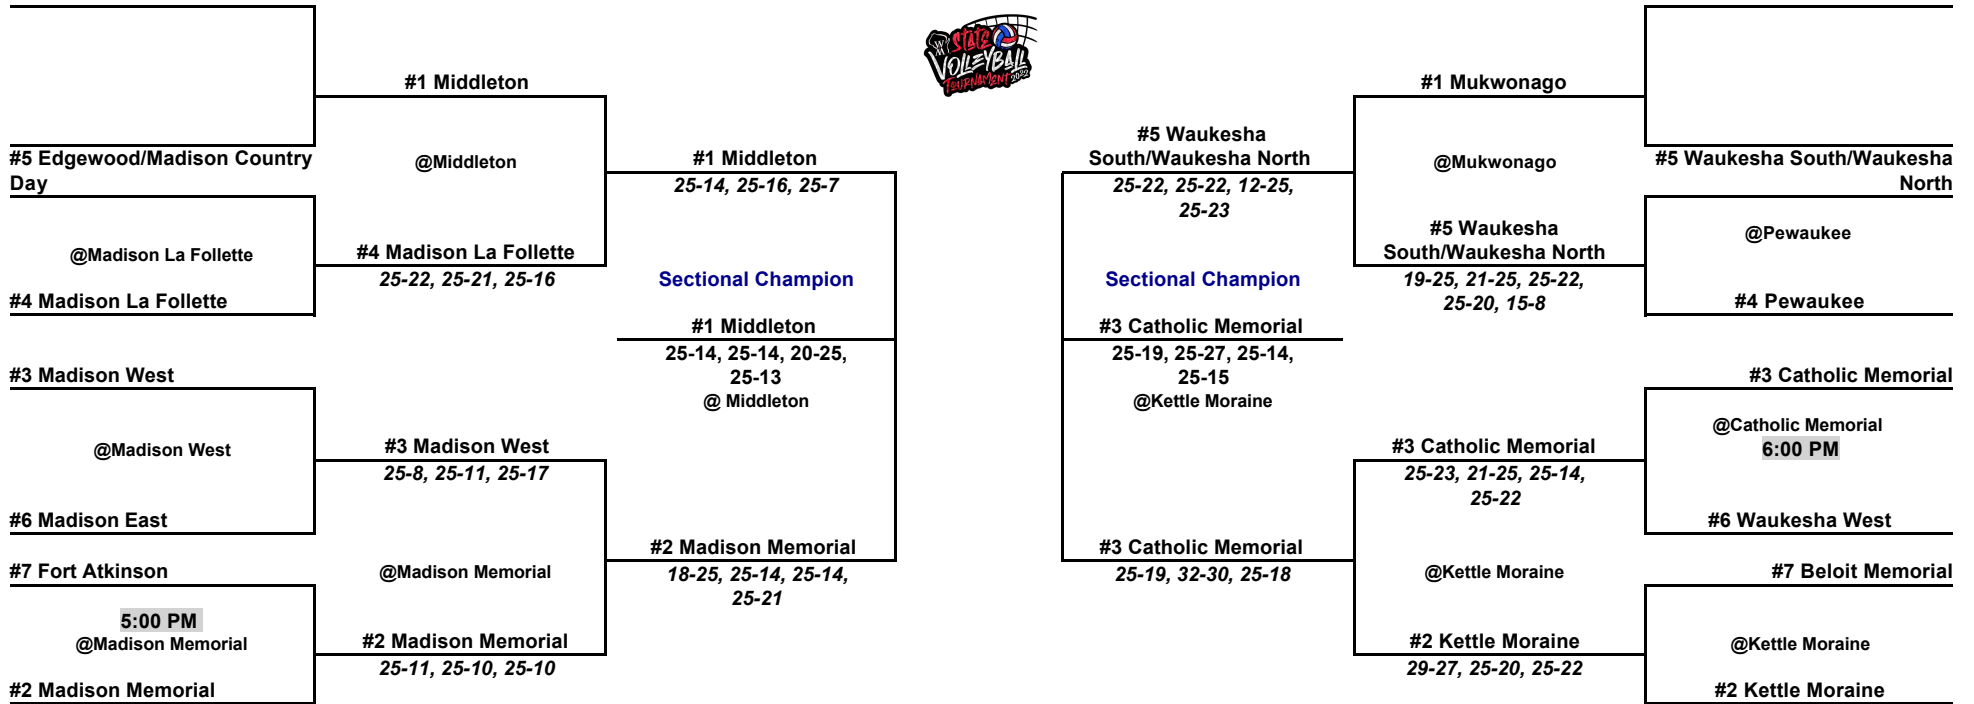 STATE
VOLLEYBALL
TOURNAMENT 2022
#1 Middleton
#5 Edgewood/Madison Country
Day
@Middleton
#1 Middleton
25-14, 25-16, 25-7
@Madison La Follette
#4 Madison La Follette
25-22, 25-21, 25-16
#4 Madison La Follette
Sectional Champion
#1 Middleton
25-14, 25-14, 20-25,
25-13
@ Middleton
#3 Madison West
@Madison West
#3 Madison West
25-8, 25-11, 25-17
#6 Madison East
#2 Madison Memorial
18-25, 25-14, 25-14,
25-21
#7 Fort Atkinson
@Madison Memorial
5:00 PM
@Madison Memorial
#2 Madison Memorial
25-11, 25-10, 25-10
#2 Madison Memorial
#1 Mukwonago
#5 Waukesha
South/Waukesha North
25-22, 25-22, 12-25,
25-23
@Mukwonago
#5 Waukesha South/Waukesha
North
#5 Waukesha
South/Waukesha North
19-25, 21-25, 25-22,
25-20, 15-8
@Pewaukee
#4 Pewaukee
Sectional Champion
#3 Catholic Memorial
25-19, 25-27, 25-14,
25-15
@Kettle Moraine
#3 Catholic Memorial
@Catholic Memorial
6:00 PM
#3 Catholic Memorial
25-23, 21-25, 25-14,
25-22
#6 Waukesha West
#3 Catholic Memorial
25-19, 32-30, 25-18
@Kettle Moraine
#7 Beloit Memorial
#2 Kettle Moraine
29-27, 25-20, 25-22
@Kettle Moraine
#2 Kettle Moraine